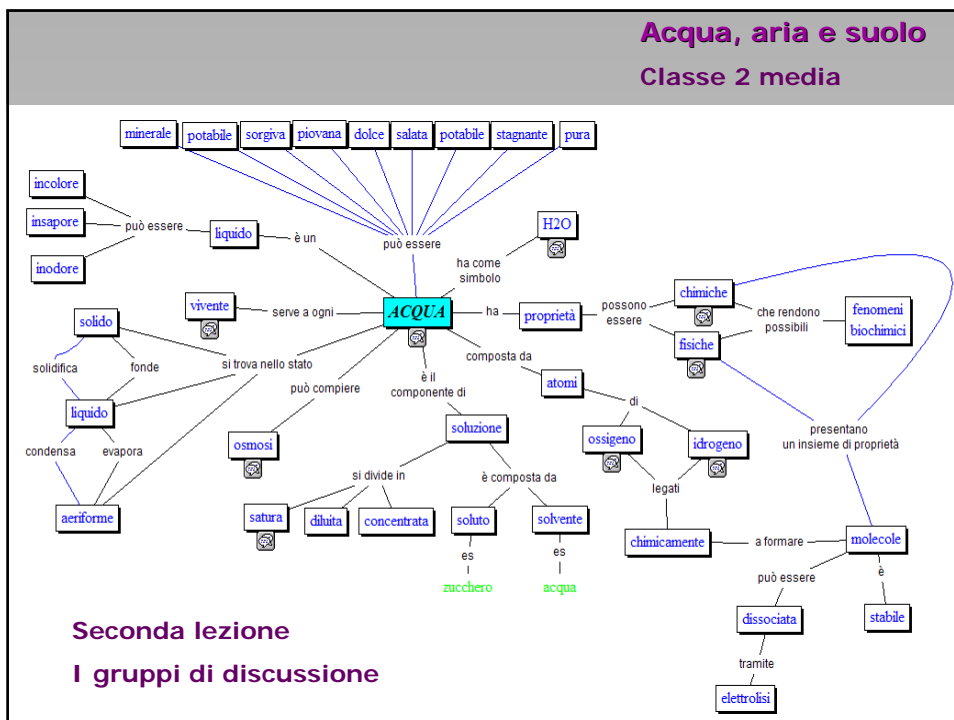 Acqua, aria e suolo
Classe 2 media
minerale potabile sorgiva piovana dolce salata potabile stagnante pura
può essere
incolore
insapore
inodore
può essere
liquido
è un
H2O
ha come
simbolo
vivente
serve a ogni
ACQUA
ha
proprietà
possono
essere
chimiche
fisiche
che rendono
possibili
fenomeni
biochimici
solido
solidifica
fonde
si trova nello stato
liquido
condensa
evapora
aeriforme
può compiere
osmosi
è il
componente di
soluzione
si divide in
satura
diluita
concentrata
è composta da
soluto
solvente
es
es
zucchero
acqua
composta da
atomi
di
ossigeno
idrogeno
legati
chimicamente
a formare
molecole
presentano
un insieme di proprietà
può essere
è
dissociata
stabile
tramite
elettrolisi
Seconda lezione
I gruppi di discussione